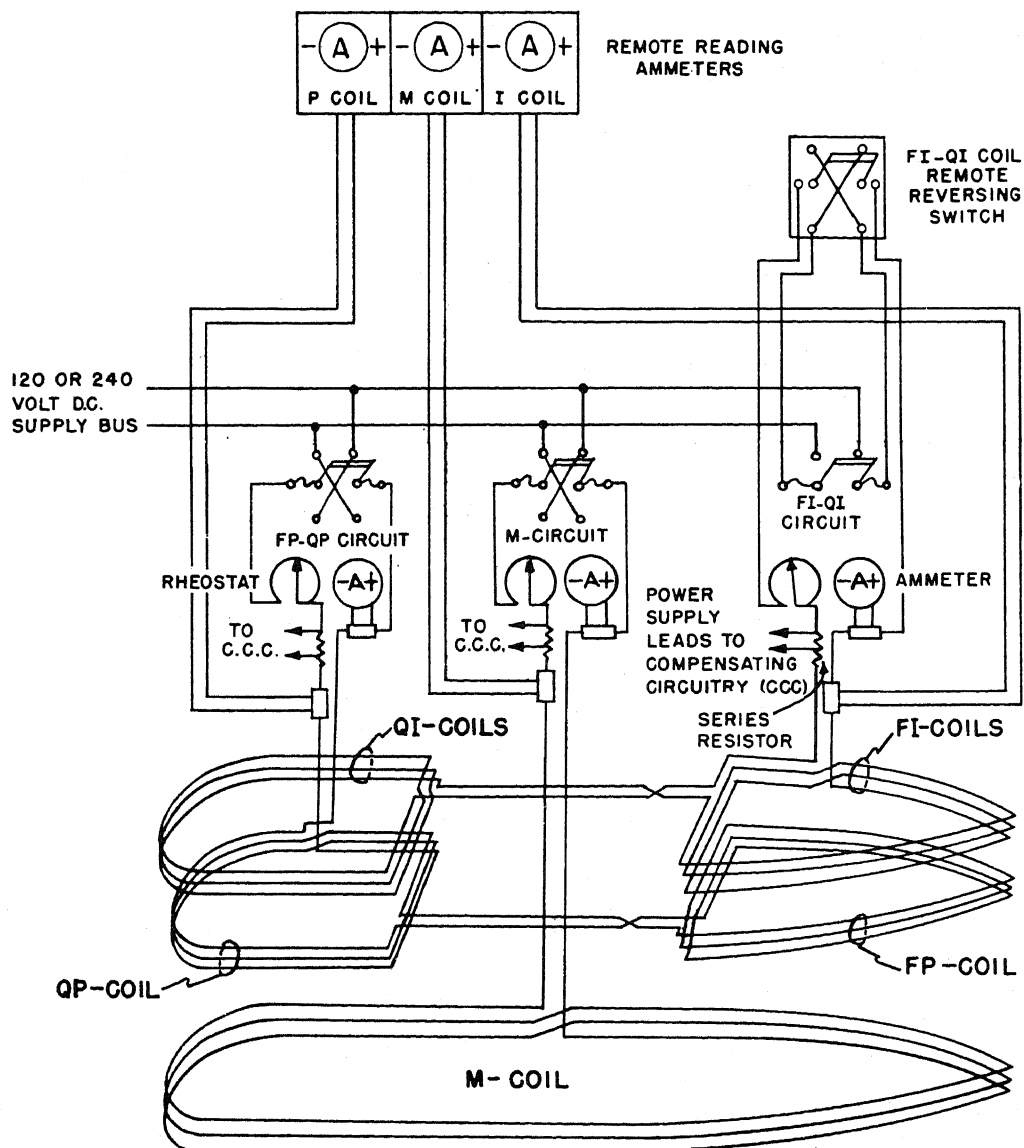 - A + - A + - A +
P COIL M COIL I COIL
REMOTE READING
AMMETERS
FI-QI COIL
REMOTE
REVERSING
SWITCH
120 OR 240
VOLT D.C.
SUPPLY BUS
FP-QP CIRCUIT
M-CIRCUIT
FI-QI
CIRCUIT
RHEOSTAT
-A+
-A+
-A+
AMMETER
TO
C.C.C.
TO
C.C.C.
POWER
SUPPLY
LEADS TO
COMPENSATING
CIRCUITRY (CCC)
SERIES
RESISTOR
QI-COILS
FI-COILS
QP-COIL
FP-COIL
M-COIL